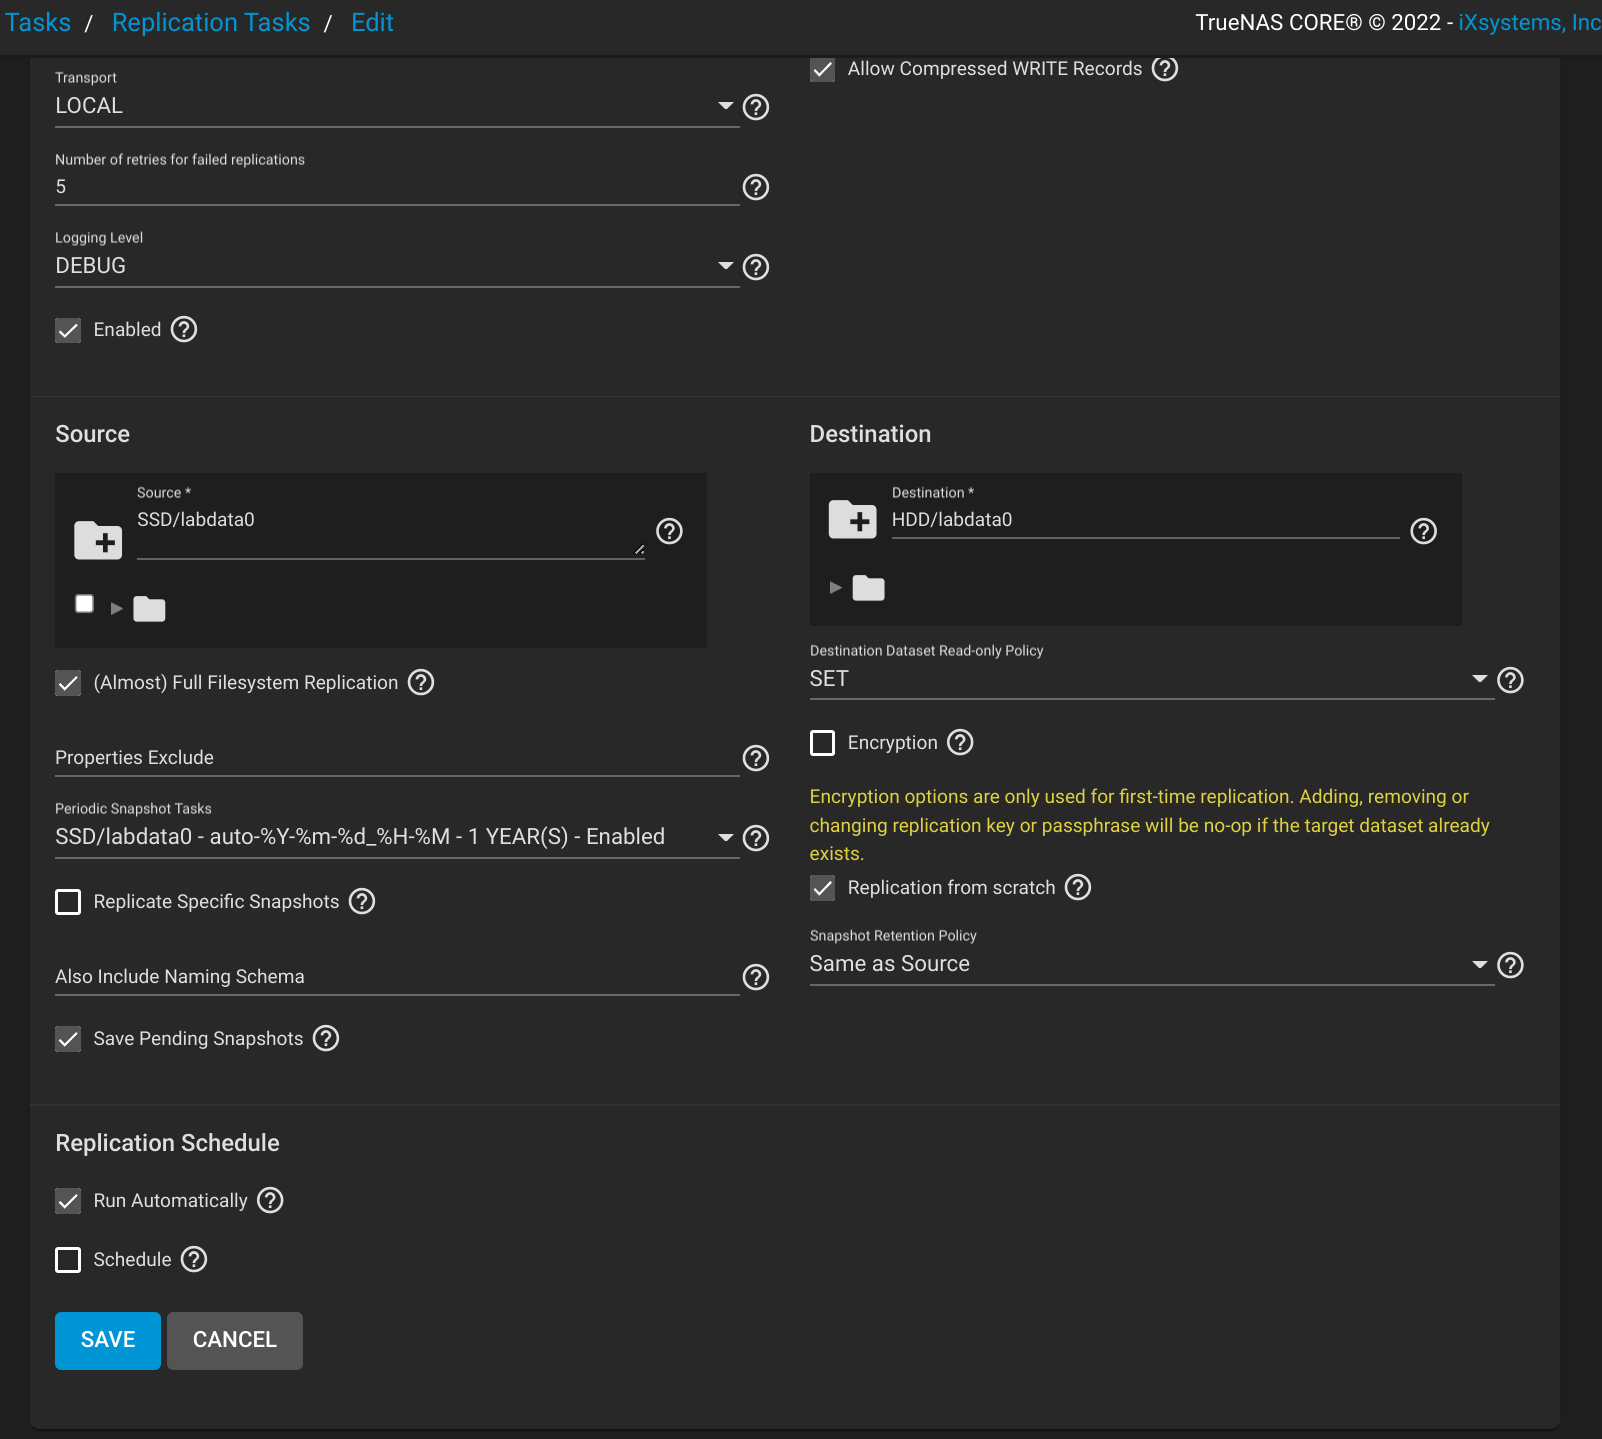 Tasks / Replication Tasks / Edit
TrueNAS CORE® © 2022 - iXsystems, Inc
Transport
LOCAL
Allow Compressed WRITE Records
Number of retries for failed replications
5
Logging Level
DEBUG
Enabled
Source
Source *
SSD/labdata0
(Almost) Full Filesystem Replication
Properties Exclude
Periodic Snapshot Tasks
SSD/labdata0 - auto-%Y-%m-%d_%H-%M - 1 YEAR(S) - Enabled
Replicate Specific Snapshots
Also Include Naming Schema
Save Pending Snapshots
Destination
Destination *
HDD/labdata0
Destination Dataset Read-only Policy
SET
Encryption
Encryption options are only used for first-time replication. Adding, removing or
changing replication key or passphrase will be no-op if the target dataset already
exists.
Replication from scratch
Snapshot Retention Policy
Same as Source
Replication Schedule
Run Automatically
Schedule
SAVE
CANCEL